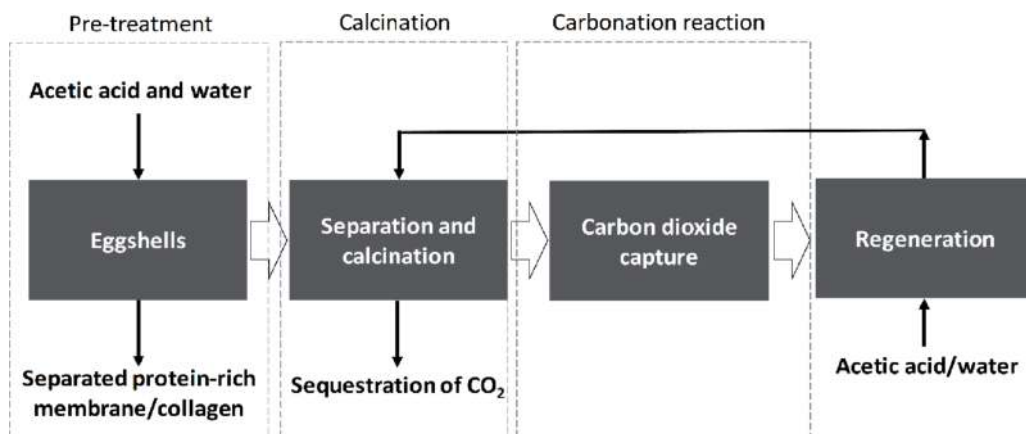 Pre-treatment
Calcination
Carbonation reaction
Acetic acid and water
Eggshells
Separation and
calcination
Carbon dioxide
capture
Regeneration
Separated protein-rich
membrane/collagen
Sequestration of CO₂
Acetic acid/water